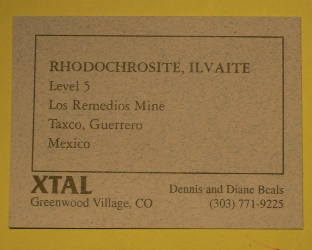 RHODOCHROSITE, ILVAITE
Level 5
Los Remedios Mine
Taxco, Guerrero
Mexico
XTAL
Greenwood Village, CO
Dennis and Diane Beals
(303) 771-9225